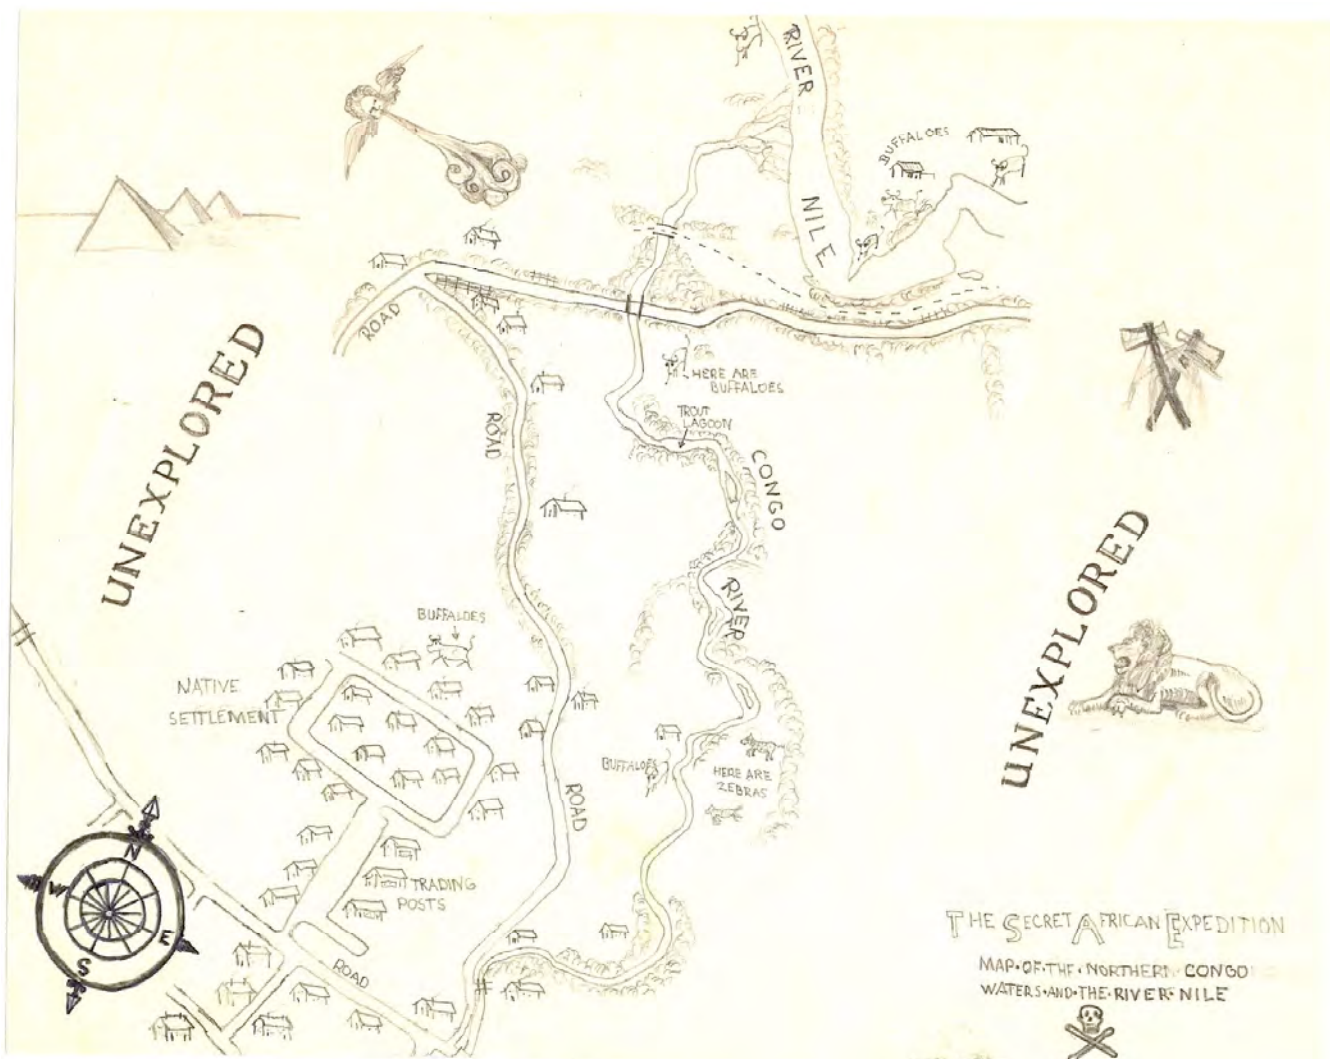 RIVER
NILE
BUFFALOES
ROAD
HERE ARE
BUFFALOES
TROUT
LAGOON
ROAD
CONGO
RIVER
UNEXPLORED
UNEXPLORED
BUFFALOES
NATIVE
SETTLEMENT
BUFFALOES
HERE ARE
ZEBRAS
ROAD
N
W
E
S
TRADING
POSTS
ROAD
THE SECRET AFRICAN EXPEDITION
MAP·OF·THE·NORTHERN·CONGO
WATERS·AND·THE·RIVER·NILE